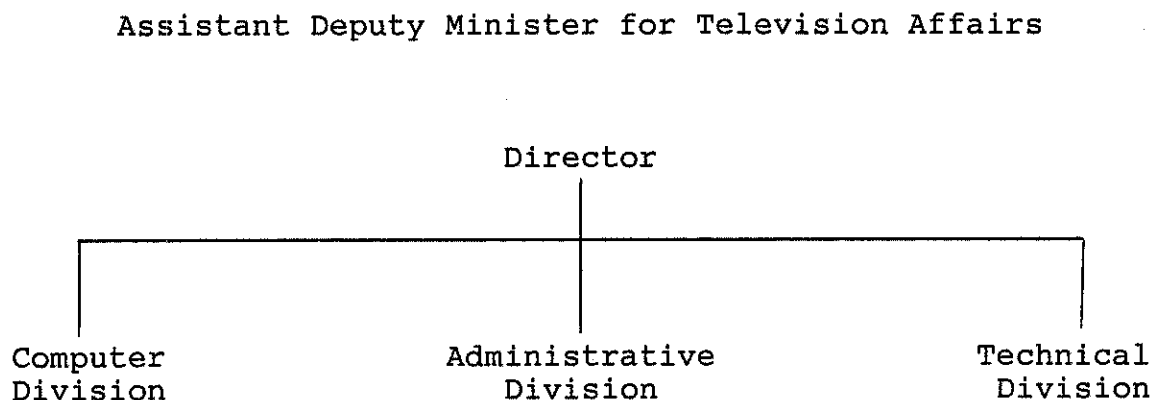 Assistant Deputy Minister for Television Affairs
Director
Computer
Division
Administrative
Division
Technical
Division